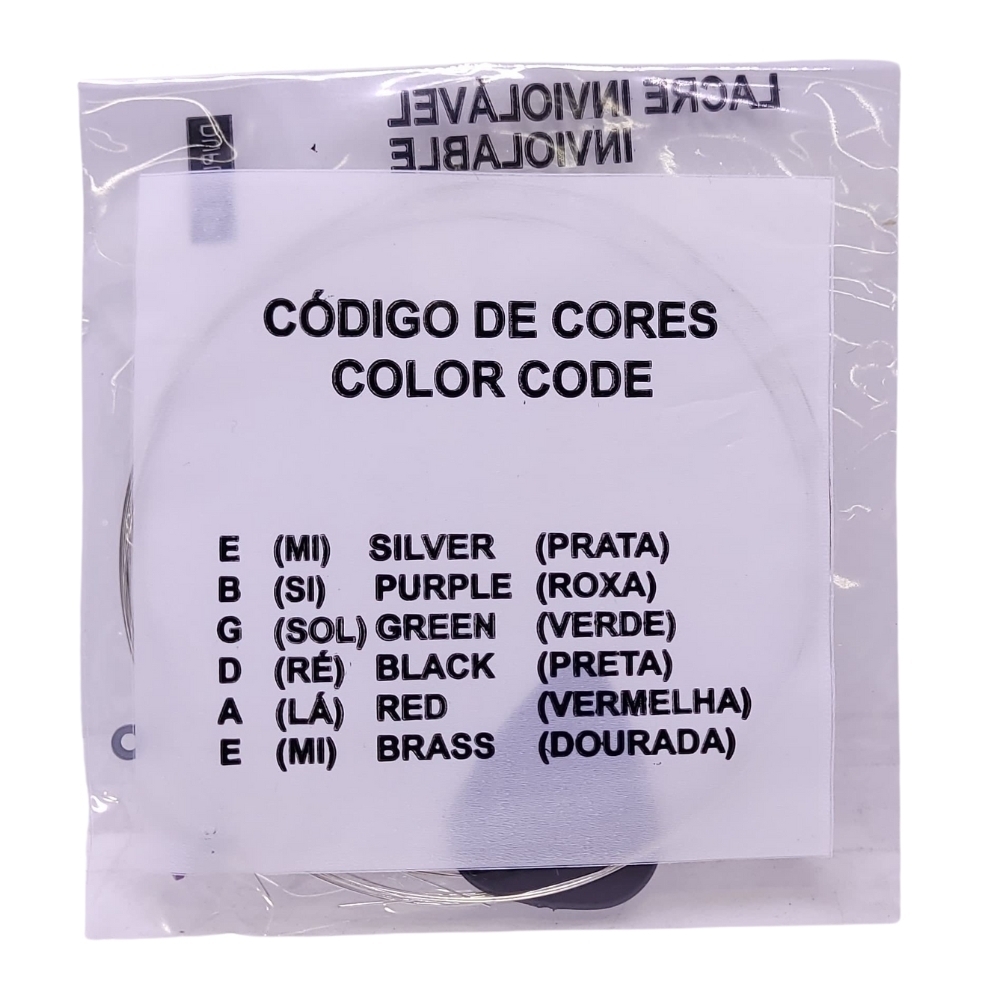 LACRE INVIOLÁVEL
INVIOLABLE
CÓDIGO DE CORES
COLOR CODE
E (MI) SILVER (PRATA)
B (SI) PURPLE (ROXA)
G (SOL) GREEN (VERDE)
D (RÉ) BLACK (PRETA)
A (LÁ) RED (VERMELHA)
E (MI) BRASS (DOURADA)